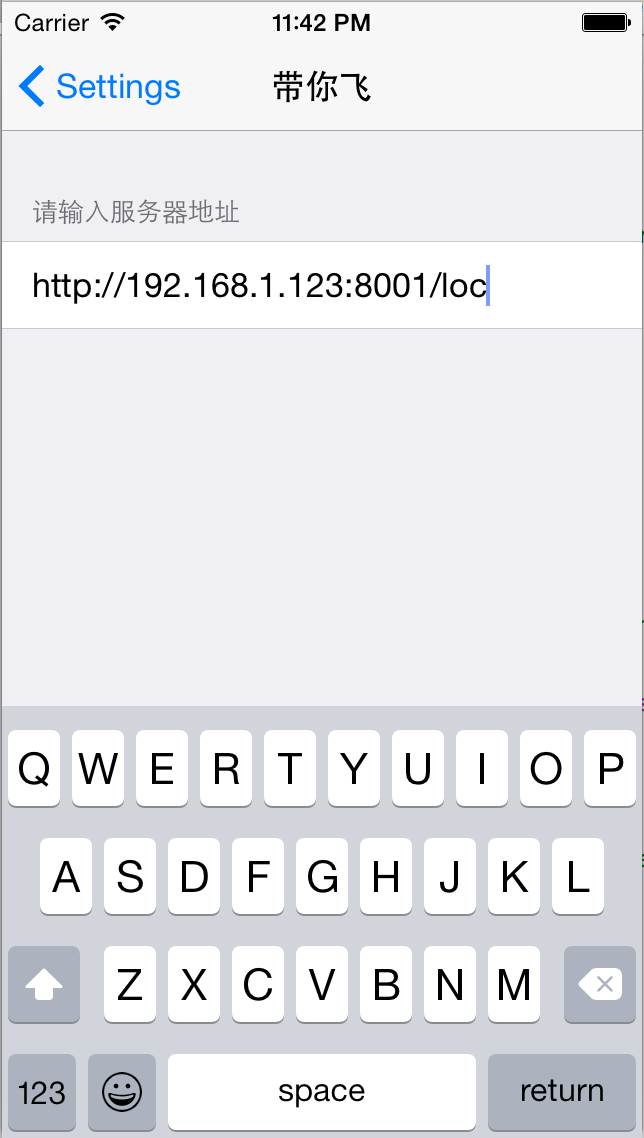 Carrier 11:42 PM
Settings 带你飞
请输入服务器地址
http://192.168.1.123:8001/loc
Q W E R T Y U I O P
A S D F G H J K L
Z X C V B N M
123 space return